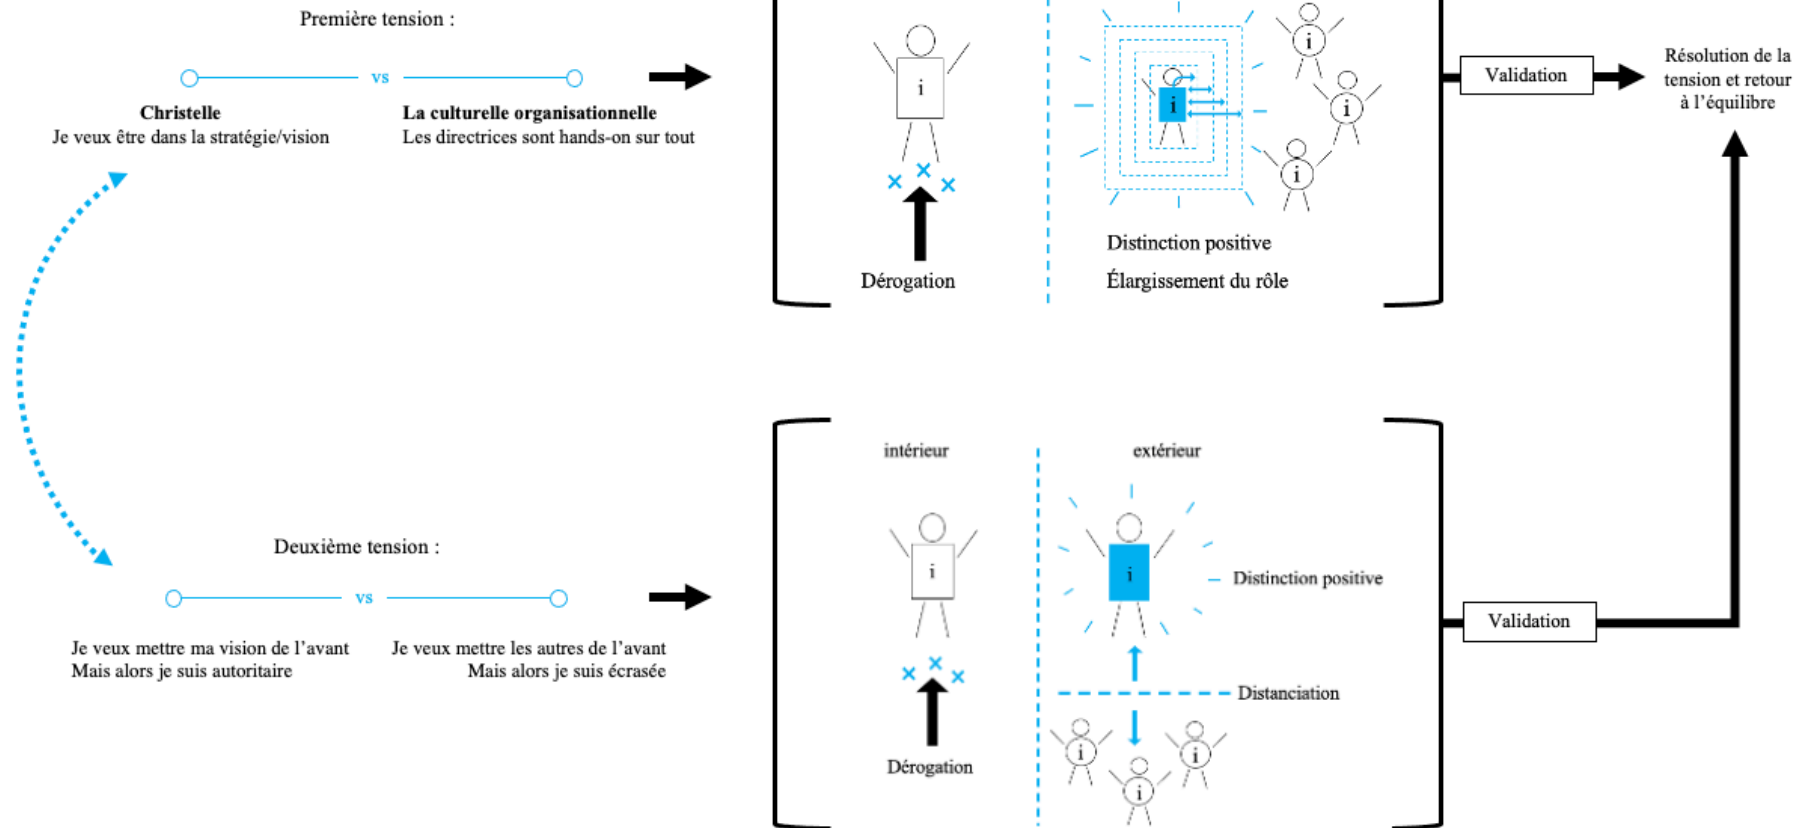 Première tension :
vs
Christelle
Je veux être dans la stratégie/vision
La culturelle organisationnelle
Les directrices sont hands-on sur tout
i
Dérogation
i
i
i
i
Distinction positive
Élargissement du rôle
Validation
Résolution de la
tension et retour
à l'équilibre
Deuxième tension :
vs
Je veux mettre ma vision de l'avant
Mais alors je suis autoritaire
Je veux mettre les autres de l'avant
Mais alors je suis écrasée
intérieur
i
Dérogation
extérieur
i
Distinction positive
Distanciation
i
i
i
Validation